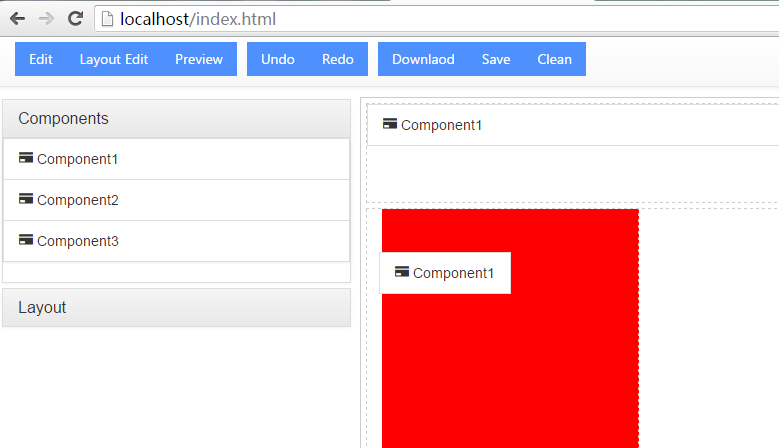 localhost/index.html
Edit Layout Edit Preview Undo Redo Downlaod Save Clean
Components
Component1
Component2
Component3
Layout
Component1
Component1